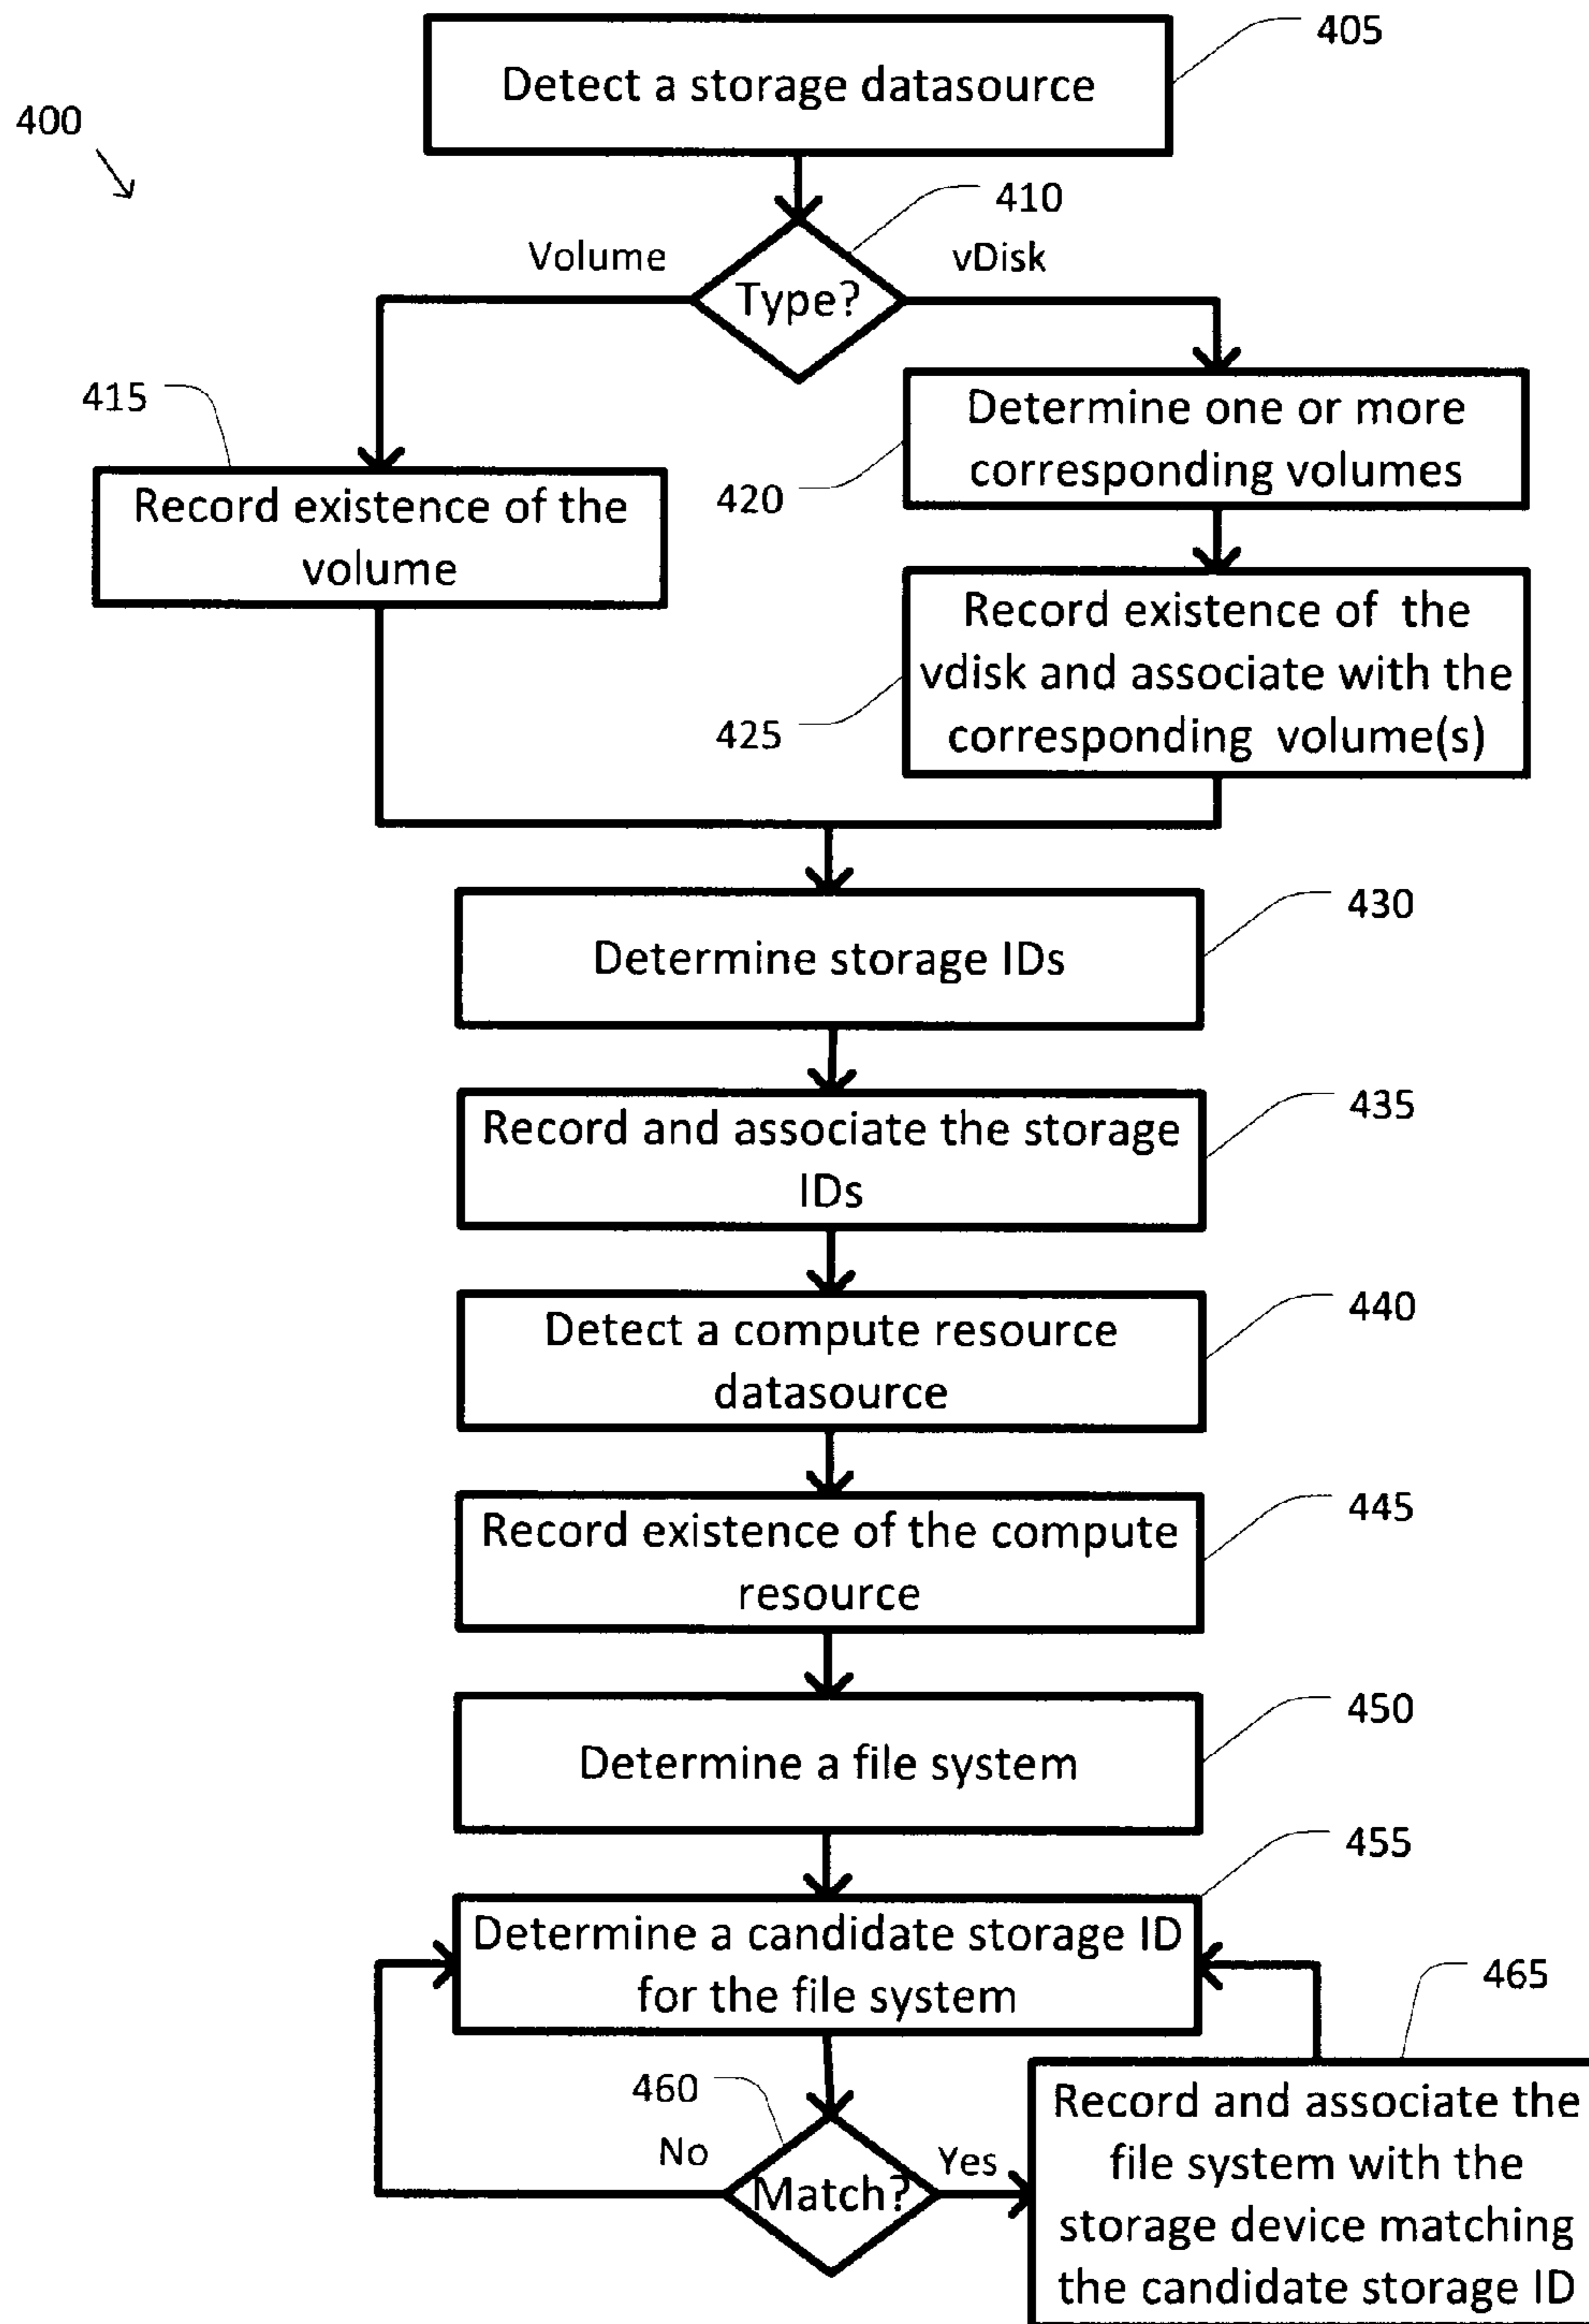 405
Detect a storage datasource
400
410
Volume
vDisk
Type?
415
Determine one or more
corresponding volumes
420
Record existence of the
volume
Record existence of the
vdisk and associate with the
corresponding volume(s)
425
430
Determine storage IDs
435
Record and associate the storage
IDs
440
Detect a compute resource
datasource
445
Record existence of the compute
resource
450
Determine a file system
455
Determine a candidate storage ID
for the file system
465
460
No
Yes
Match?
Record and associate the
file system with the
storage device matching
the candidate storage ID